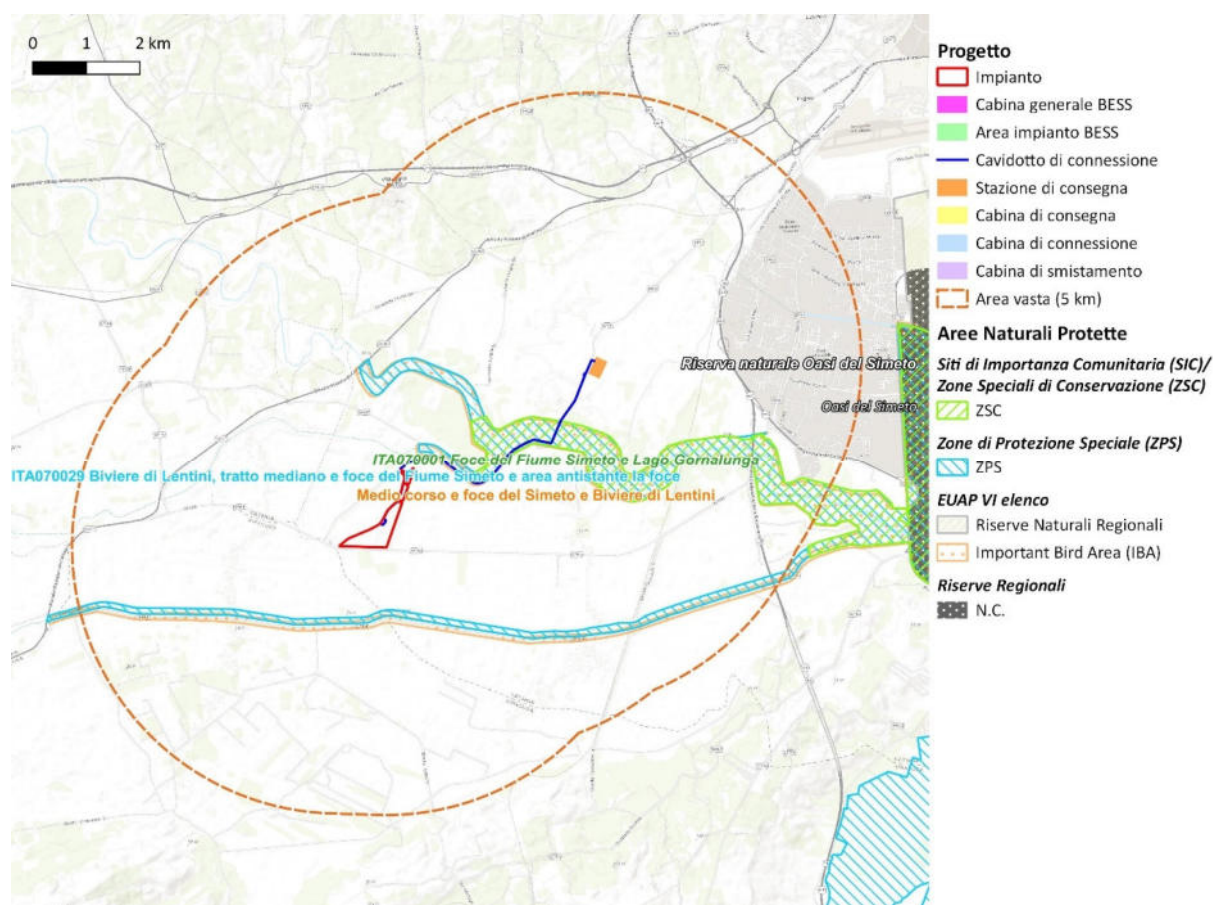 0 1 2 km
Riserva naturale Oasi del Simeto
Oasi del Simeto
ITA070001 Foce del Fiume Simeto e Lago Gornalunga
ITA070029 Biviere di Lentini, tratto mediano e foce del Fiume Simeto e area antistante la foce
Medio corso e foce del Simeto e Biviere di Lentini
Progetto
Impianto
Cabina generale BESS
Area impianto BESS
Cavidotto di connessione
Stazione di consegna
Cabina di consegna
Cabina di connessione
Cabina di smistamento
Area vasta (5 km)
Aree Naturali Protette
Siti di Importanza Comunitaria (SIC)/
Zone Speciali di Conservazione (ZSC)
ZSC
Zone di Protezione Speciale (ZPS)
ZPS
EUAP VI elenco
Riserve Naturali Regionali
Important Bird Area (IBA)
Riserve Regionali
N.C.